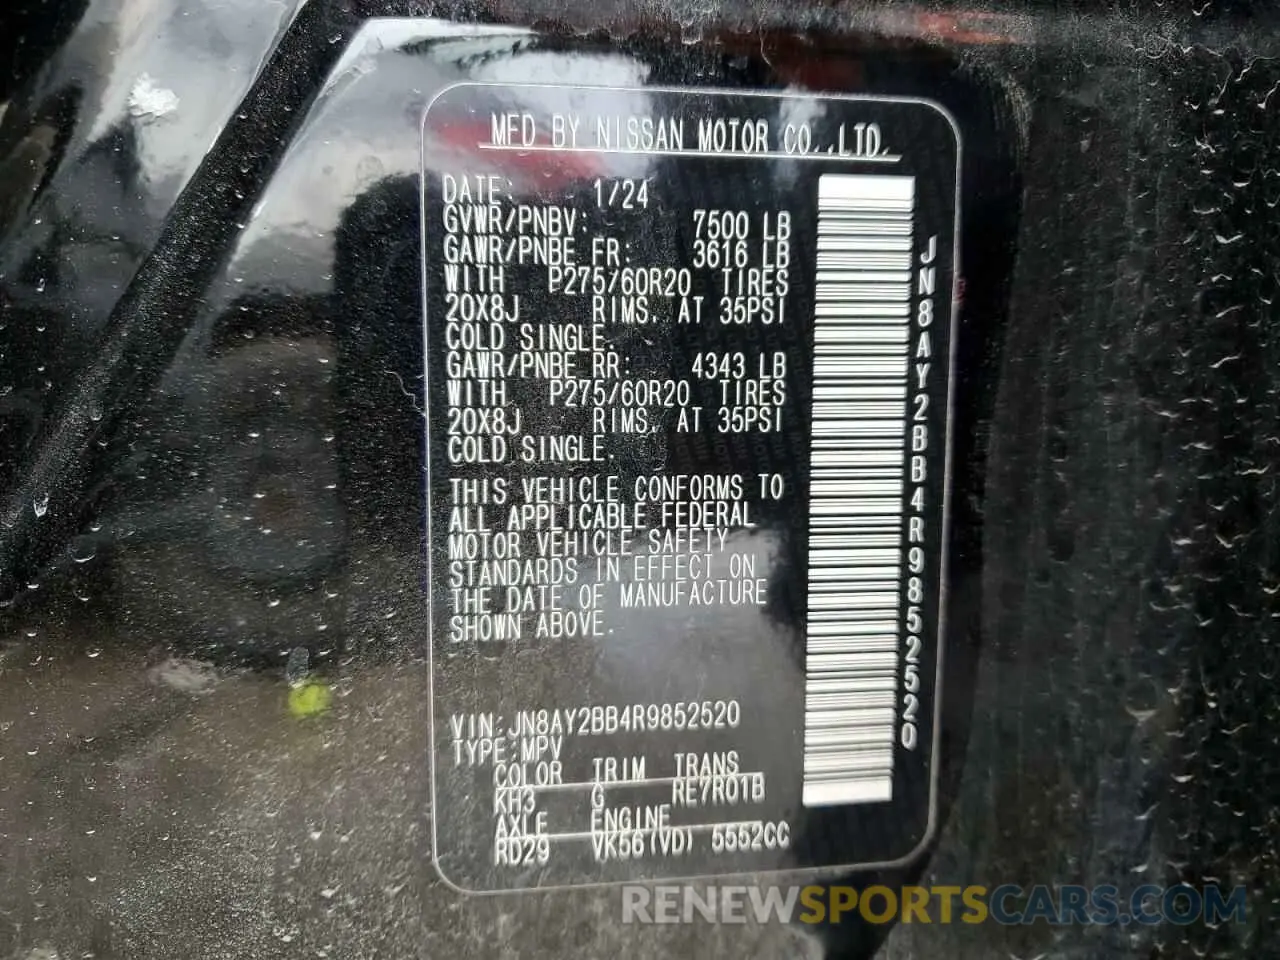 MFD BY NISSAN MOTOR CO.,LTD.
DATE: 1/24
GVWR/PNBV: 7500 LB
GAWR/PNBE FR: 3616 LB
WITH P275/60R20 TIRES
20X8J RIMS. AT 35PSI
COLD SINGLE.
GAWR/PNBE RR: 4343 LB
WITH P275/60R20 TIRES
20X8J RIMS. AT 35PSI
COLD SINGLE.
THIS VEHICLE CONFORMS TO
ALL APPLICABLE FEDERAL
MOTOR VEHICLE SAFETY
STANDARDS IN EFFECT ON
THE DATE OF MANUFACTURE
SHOWN ABOVE.
VIN:JN8AY2BB4R9852520
TYPE:MPV
COLOR TRIM TRANS
KH3 G RE7R01B
AXLE ENGINE
RD29 VK56(VD) 5552CC
JN8AY2BB4R9852520
RENEWSPORTSCARS.COM